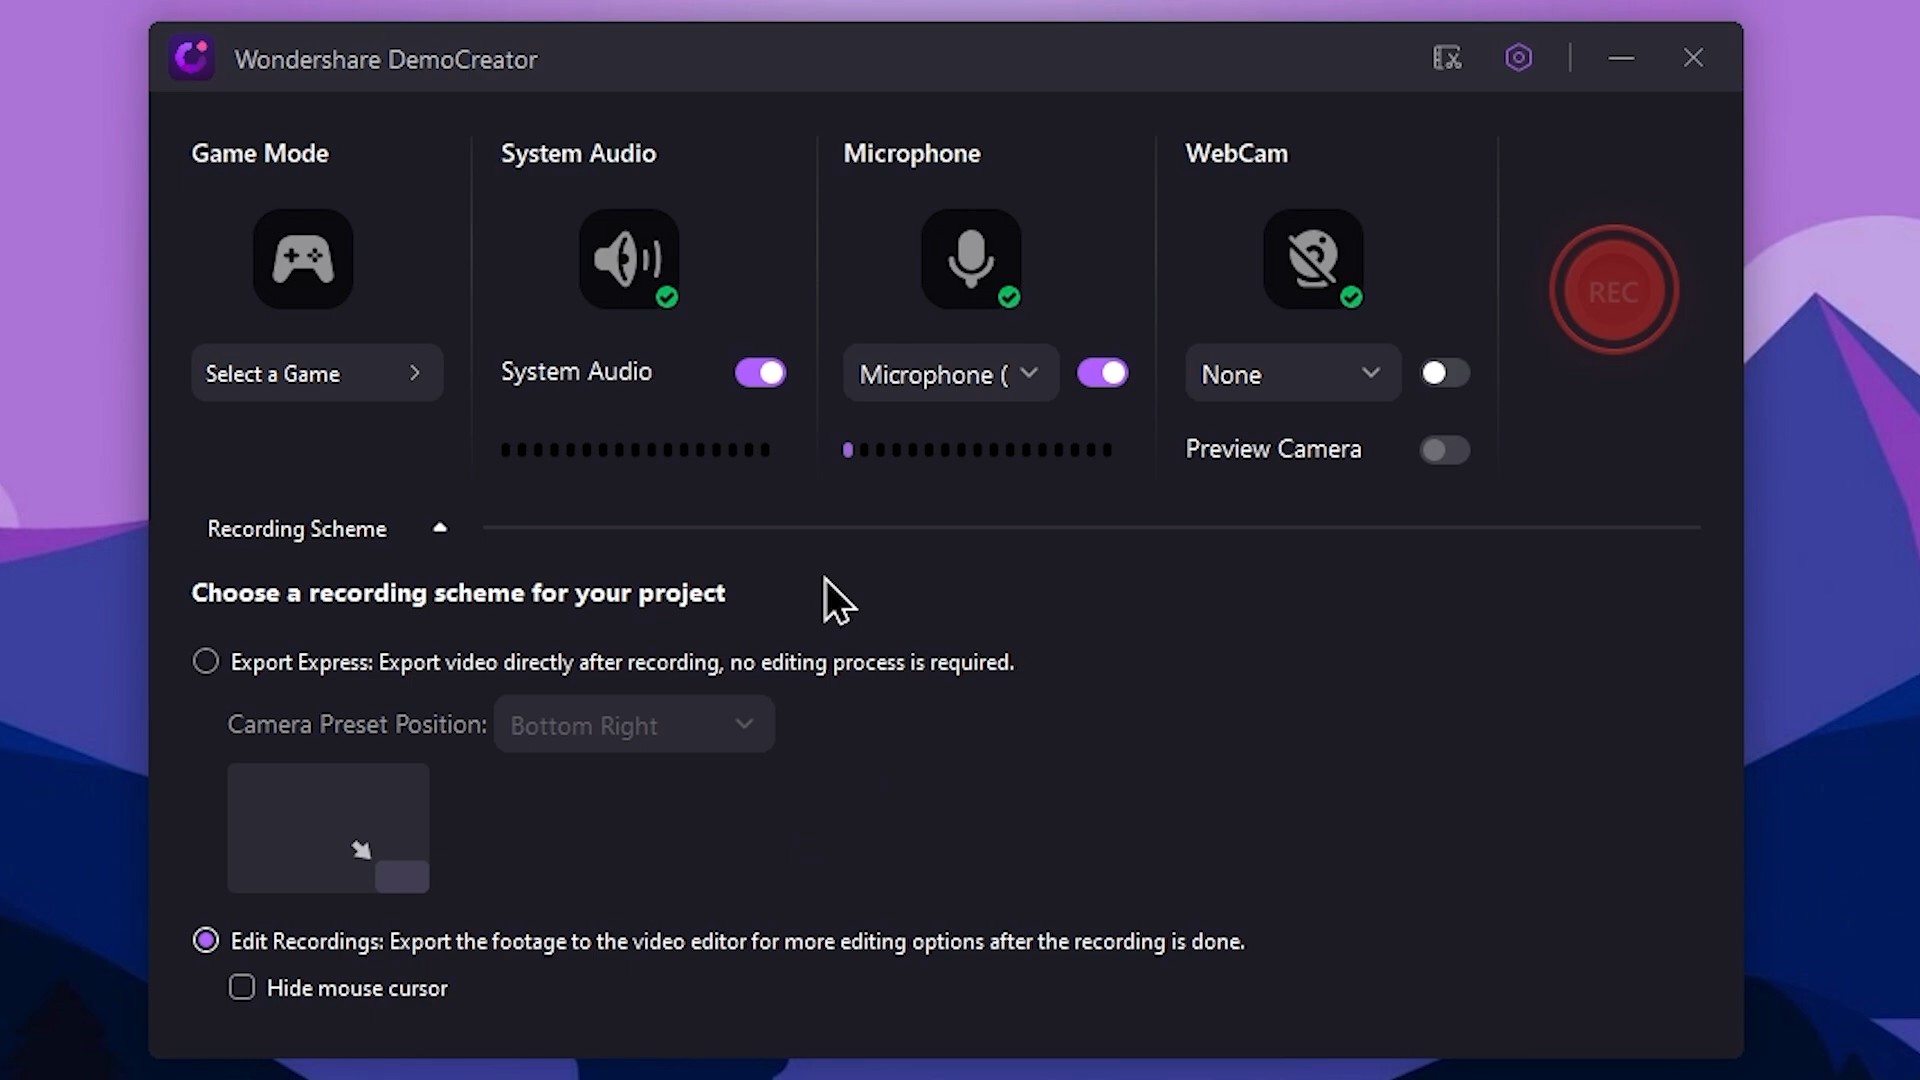 Wondershare DemoCreator
Game Mode
System Audio
Microphone
WebCam
REC
Select a Game
System Audio
Microphone (
None
Preview Camera
Recording Scheme
Choose a recording scheme for your project
Export Express: Export video directly after recording, no editing process is required.
Camera Preset Position: Bottom Right
Edit Recordings: Export the footage to the video editor for more editing options after the recording is done.
Hide mouse cursor